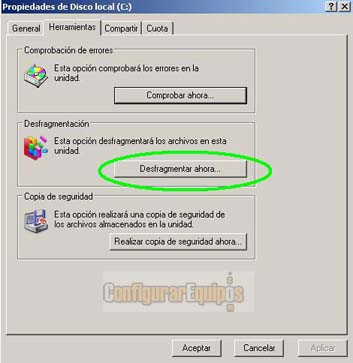 Propiedades de Disco local (C:)
General Herramientas Compartir Cuota
Comprobación de errores
Esta opción comprobará los errores en la
unidad.
Comprobar ahora...
Desfragmentación
Esta opción desfragmentará los archivos en esta
unidad.
Desfragmentar ahora...
Copia de seguridad
Esta opción realizará una copia de seguridad de
los archivos almacenados en la unidad.
Realizar copia de seguridad ahora...
ConfigurarEquipos
Aceptar Cancelar Aplicar